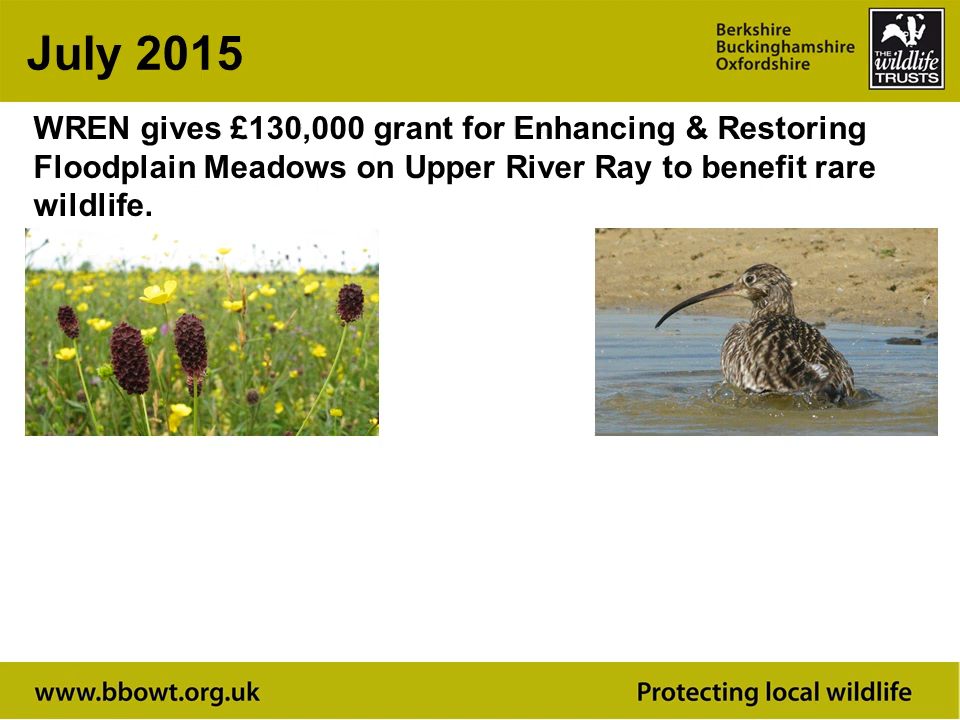 July 2015
Berkshire
Buckinghamshire
Oxfordshire
THE
wildlife
TRUSTS
WREN gives £130,000 grant for Enhancing & Restoring
Floodplain Meadows on Upper River Ray to benefit rare
wildlife.
www.bbowt.org.uk
Protecting local wildlife